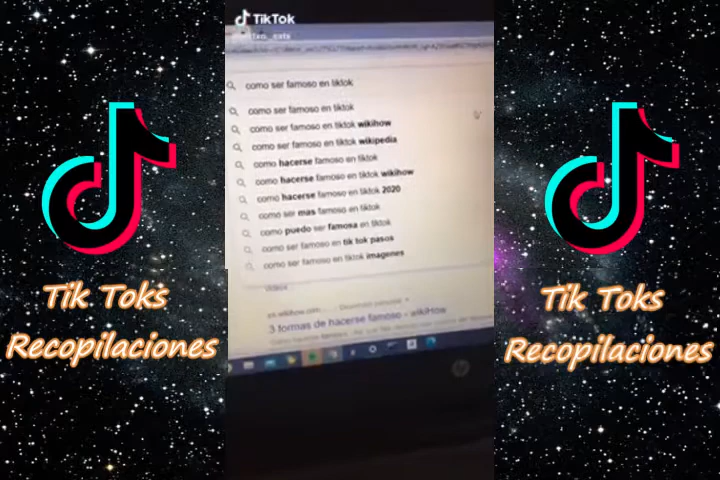 TikTok
como ser famoso en tiktok
como ser famoso en tiktok
como ser famoso en tiktok wikihow
como ser famoso en tiktok wikipedia
como hacerse famoso en tiktok
como hacerse famoso en tiktok wikihow
como hacerse famoso en tiktok 2020
como ser mas famoso en tiktok
como puedo ser famosa en tiktok
como ser famoso en tik tok pasos
como ser famoso en tiktok imagenes
3 formas de hacerse famoso - wikiHow
Tik Toks
Recopilaciones
Tik Toks
Recopilaciones